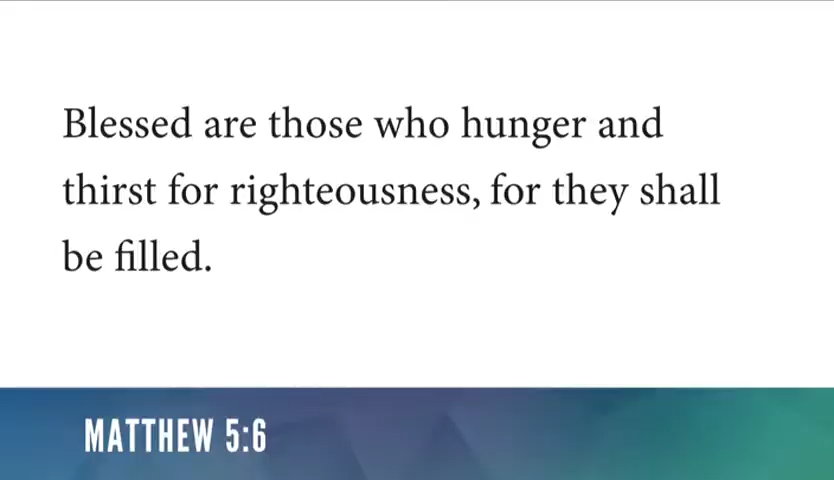 Blessed are those who hunger and
thirst for righteousness, for they shall
be filled.
MATTHEW 5:6